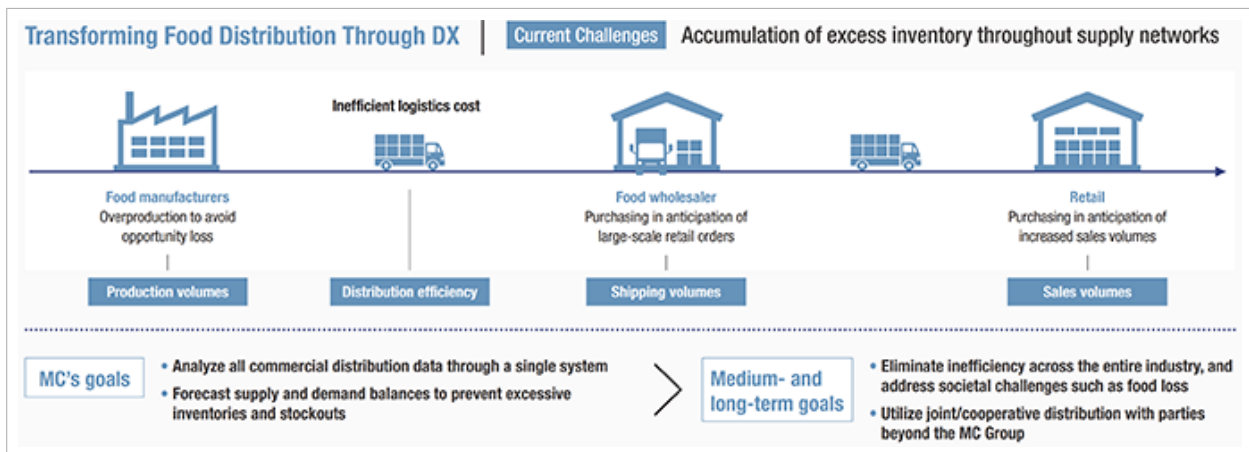 Transforming Food Distribution Through DX
Current Challenges
Accumulation of excess inventory throughout supply networks
Inefficient logistics cost
Food manufacturers
Overproduction to avoid
opportunity loss
Food wholesaler
Purchasing in anticipation of
large-scale retail orders
Retail
Purchasing in anticipation of
increased sales volumes
Production volumes
Distribution efficiency
Shipping volumes
Sales volumes
MC's goals
• Analyze all commercial distribution data through a single system
• Forecast supply and demand balances to prevent excessive
inventories and stockouts
Medium- and
long-term goals
• Eliminate inefficiency across the entire industry, and
address societal challenges such as food loss
• Utilize joint/cooperative distribution with parties
beyond the MC Group